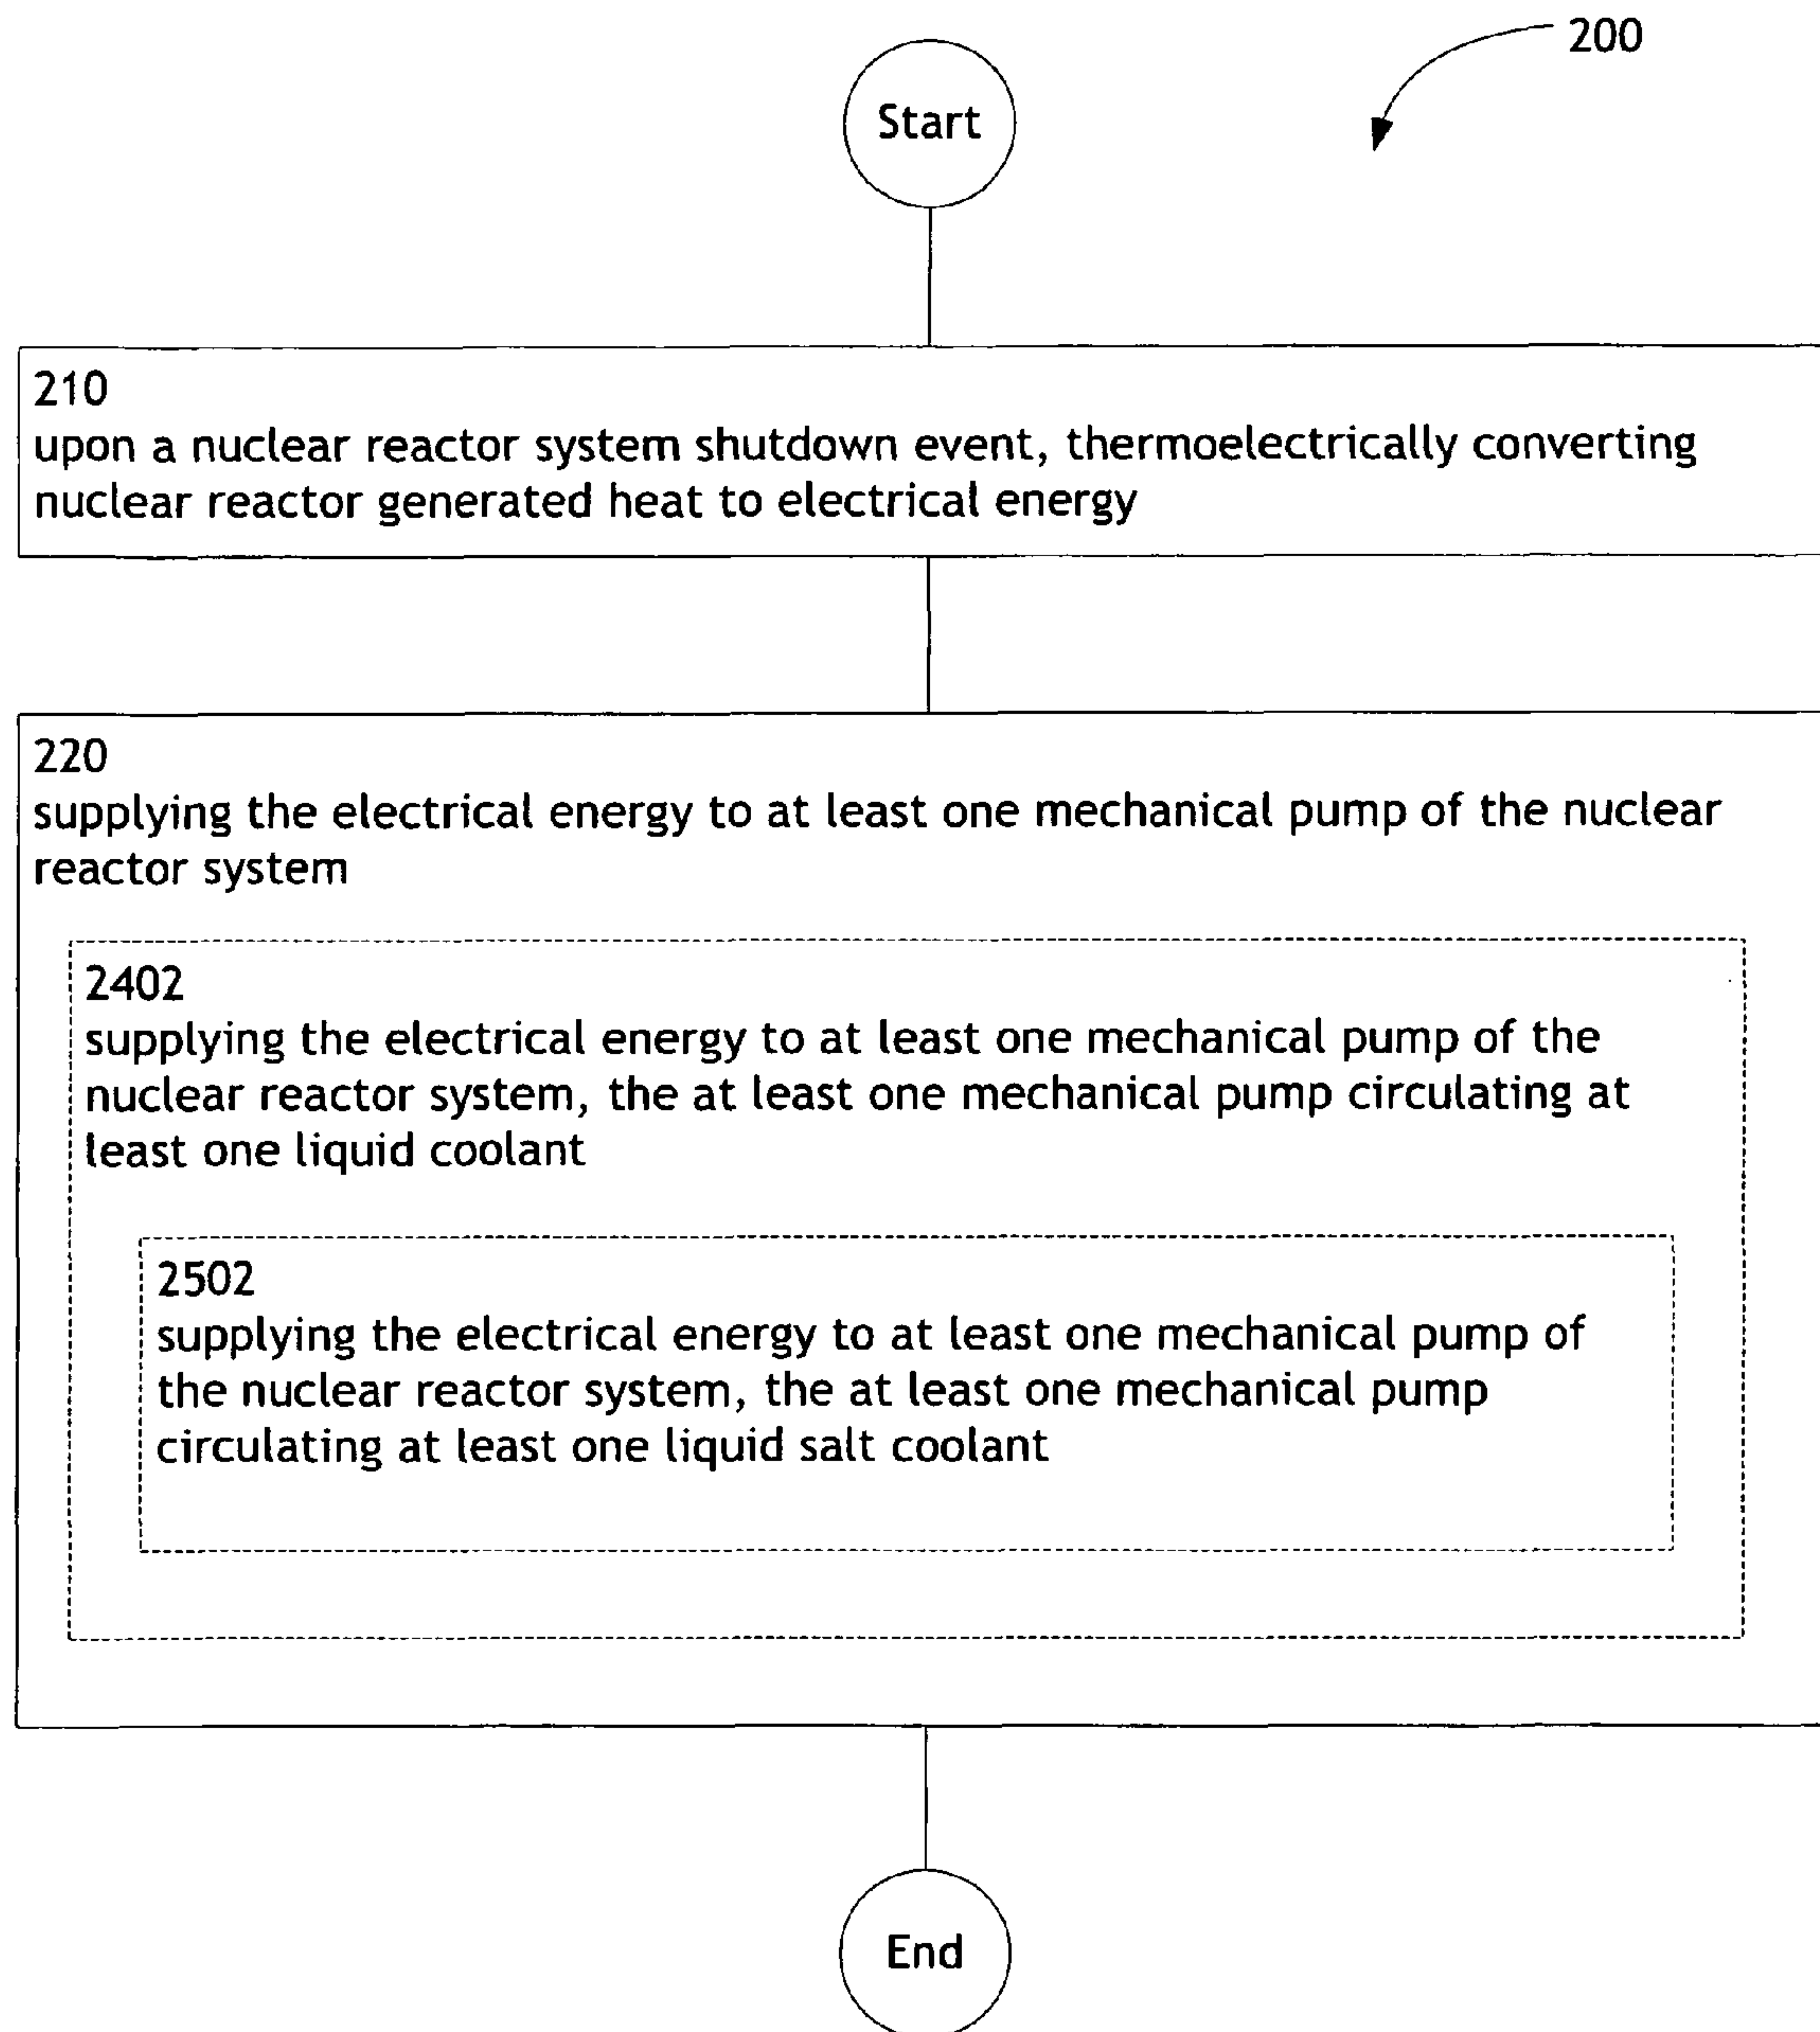 200
Start
210
upon a nuclear reactor system shutdown event, thermoelectrically converting
nuclear reactor generated heat to electrical energy
220
supplying the electrical energy to at least one mechanical pump of the nuclear
reactor system
2402
supplying the electrical energy to at least one mechanical pump of the
nuclear reactor system, the at least one mechanical pump circulating at
least one liquid coolant
2502
supplying the electrical energy to at least one mechanical pump of
the nuclear reactor system, the at least one mechanical pump
circulating at least one liquid salt coolant
End